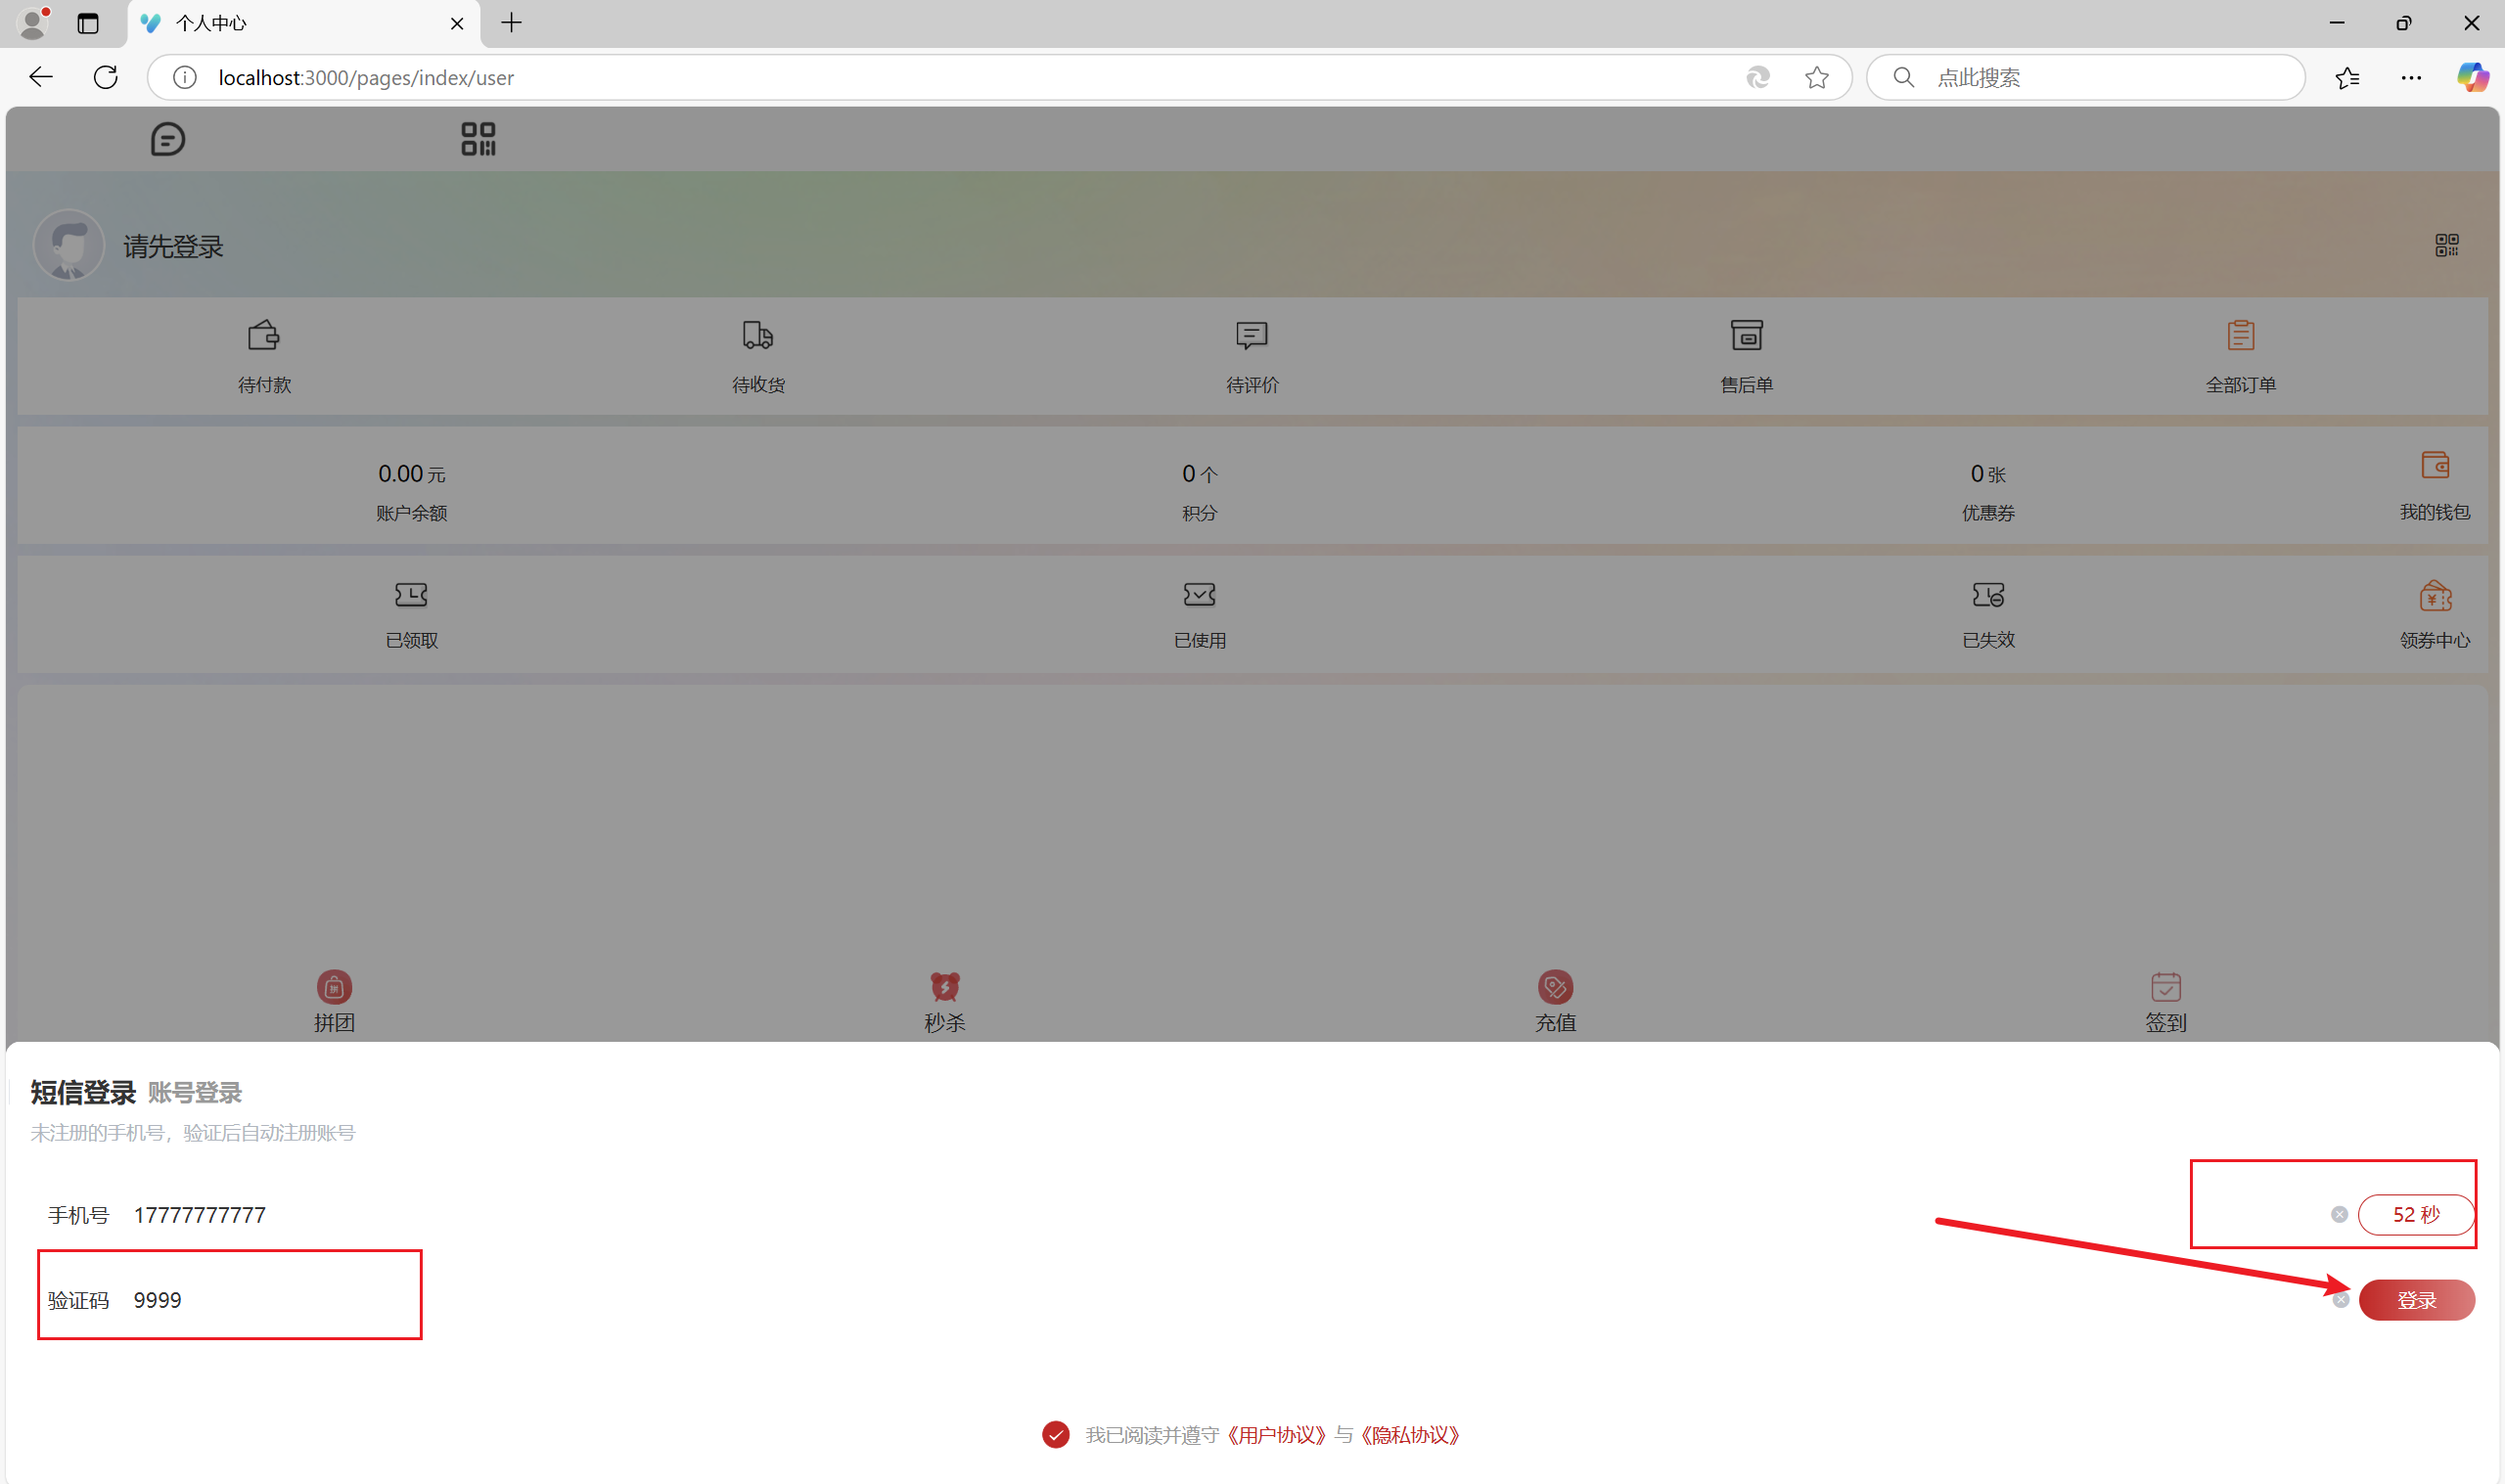 个人中心
localhost:3000/pages/index/user
点此搜索
请先登录
待付款
待收货
待评价
售后单
全部订单
0.00 元
0 个
0 张
账户余额
积分
优惠券
我的钱包
已领取
已使用
已失效
领券中心
拼团
秒杀
充值
签到
短信登录 账号登录
未注册的手机号，验证后自动注册账号
手机号 17777777777
52 秒
验证码 9999
登录
我已阅读并遵守《用户协议》与《隐私协议》